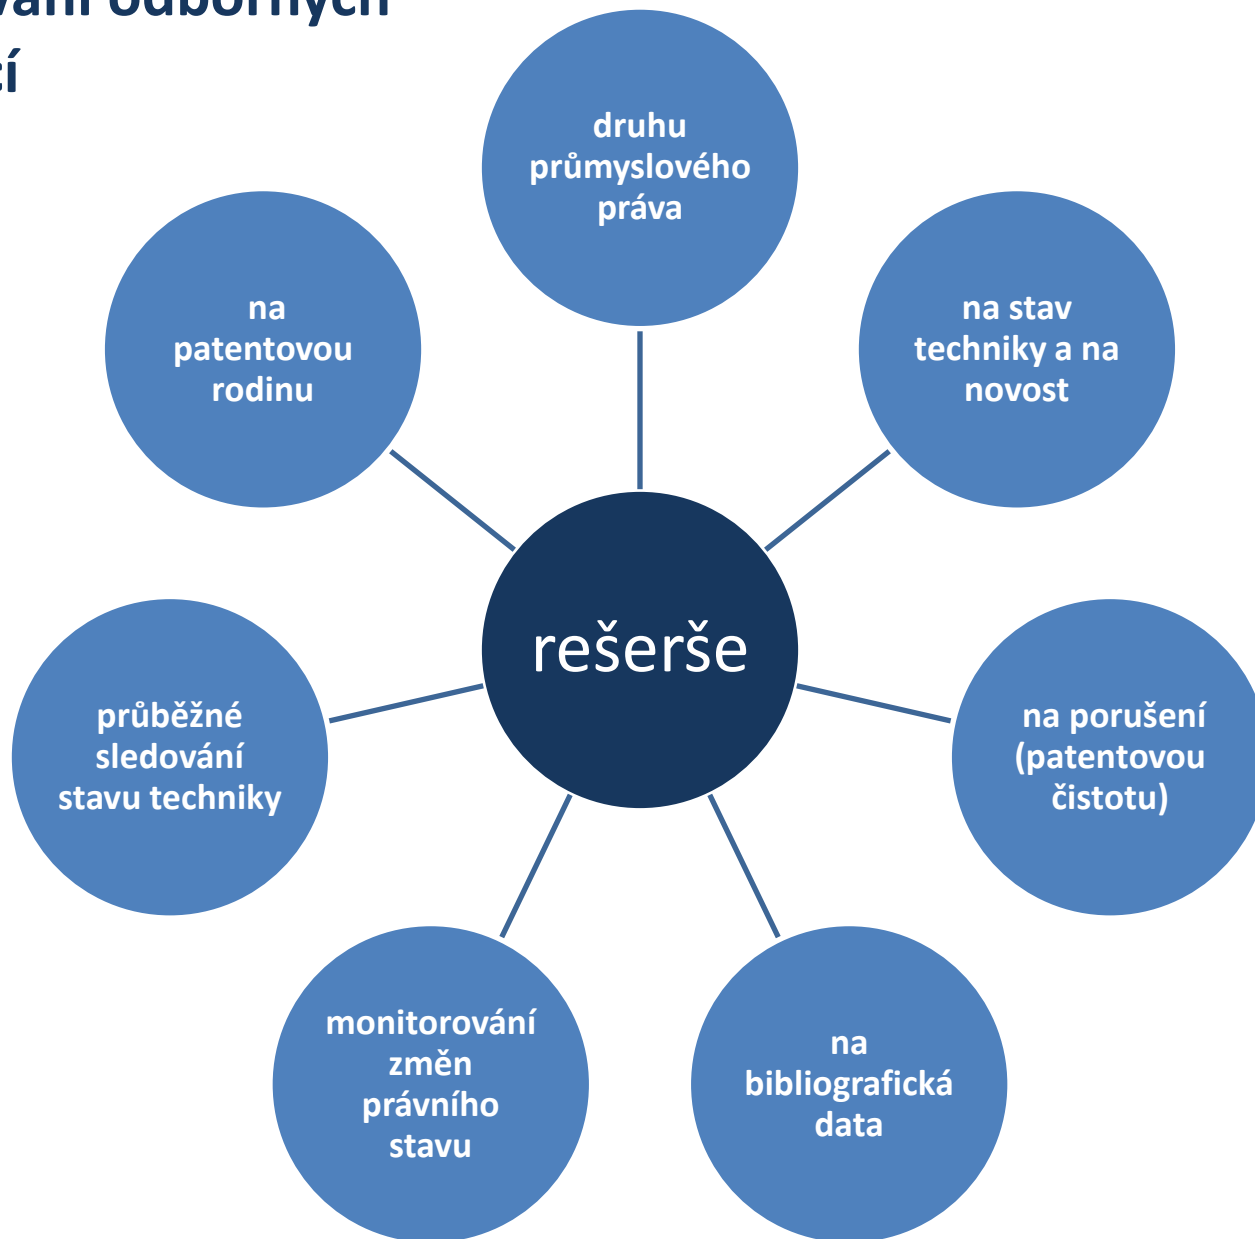 odborných
druhu
průmyslového
práva
na stav
techniky a na
novost
na porušení
(patentovou
čistotu)
na
bibliografická
data
monitorování
změn
právního
stavu
průběžné
sledování
stavu techniky
na
patentovou
rodinu
rešerše